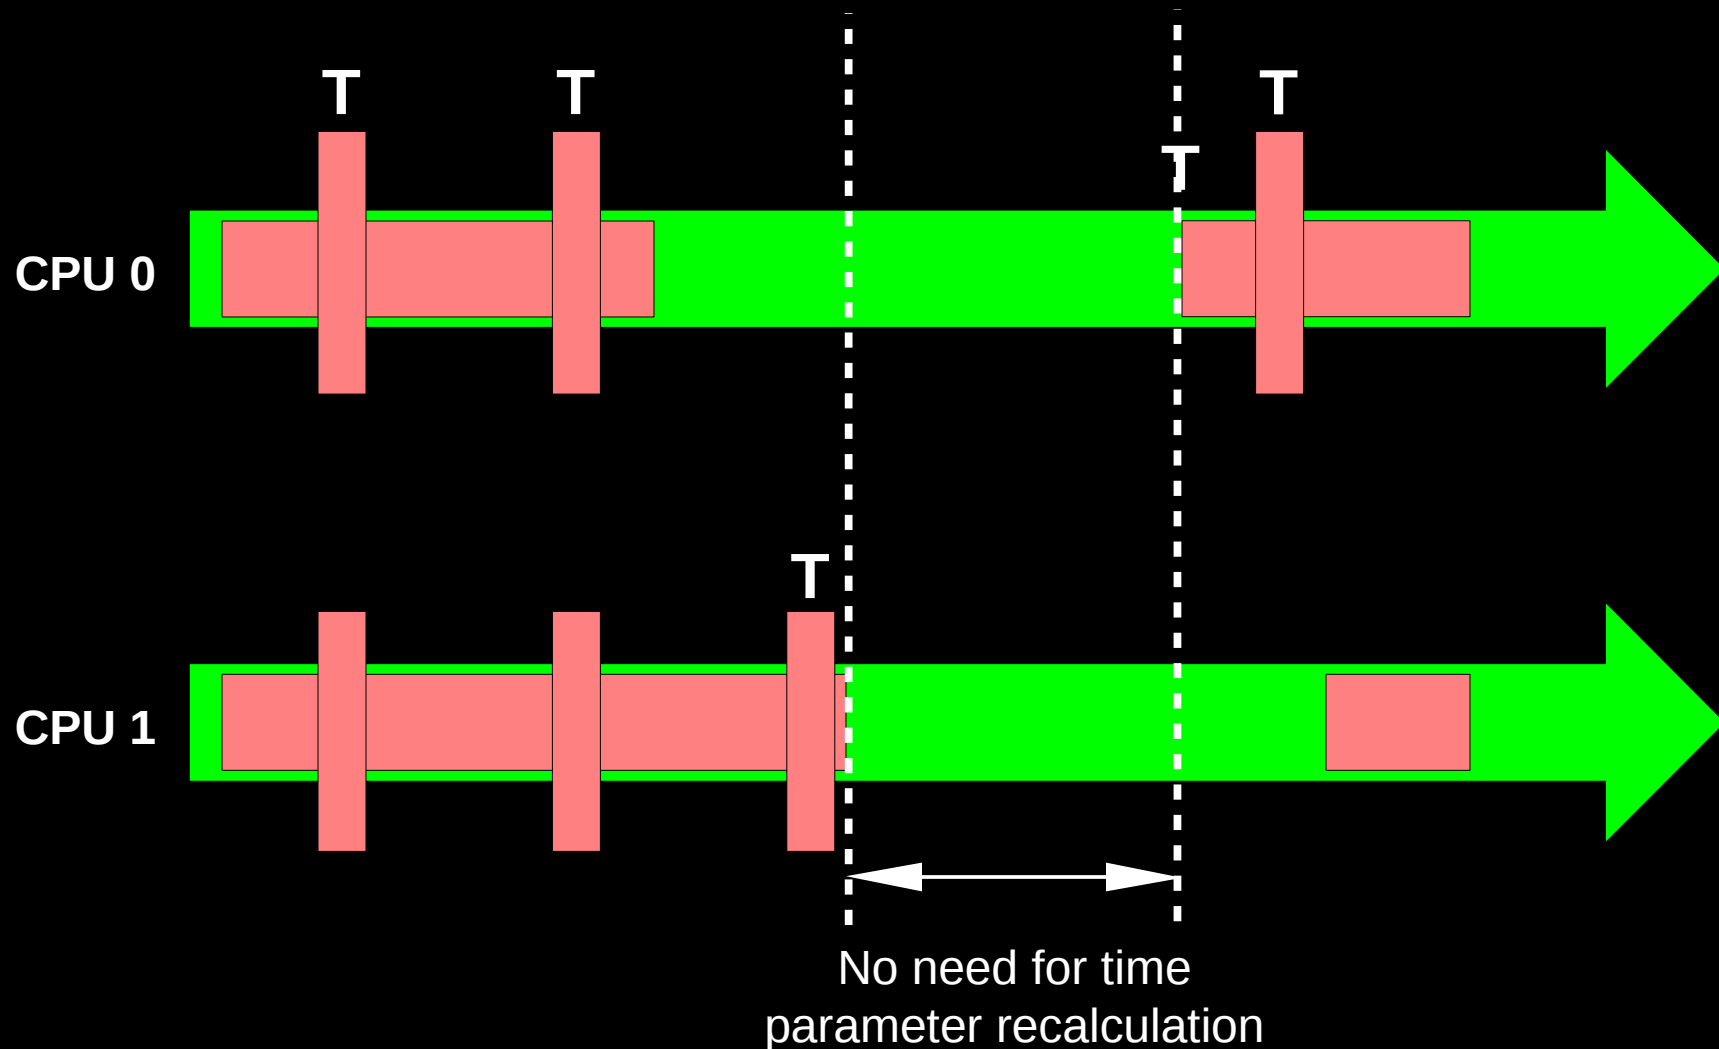 T
T
T
T
CPU 0
T
CPU 1
No need for time
parameter recalculation